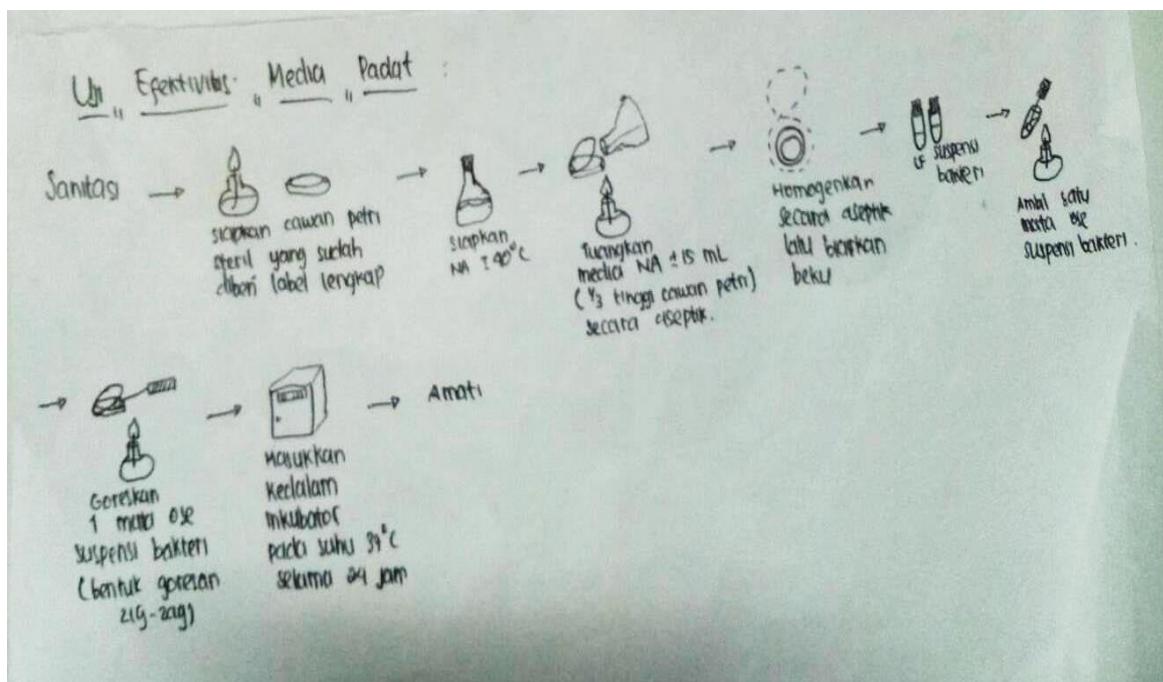 Uji Efektivitas Media Padat :
Sanitasi
siapkan cawan petri
steril yang sudah
diberi label lengkap
siapkan
NA ± 40°C
Tuangkan
media NA ± 15 mL
(1/3 tinggi cawan petri)
secara aseptik.
Homogenkan
secara aseptik
lalu biarkan
beku
suspensi
bakteri
Ambil satu
mata ose
suspensi bakteri.
Goreskan
1 mata ose
suspensi bakteri
(bentuk goresan
zig-zag)
Masukkan
kedalam
inkubator
pada suhu 37°C
selama 24 jam
Amati